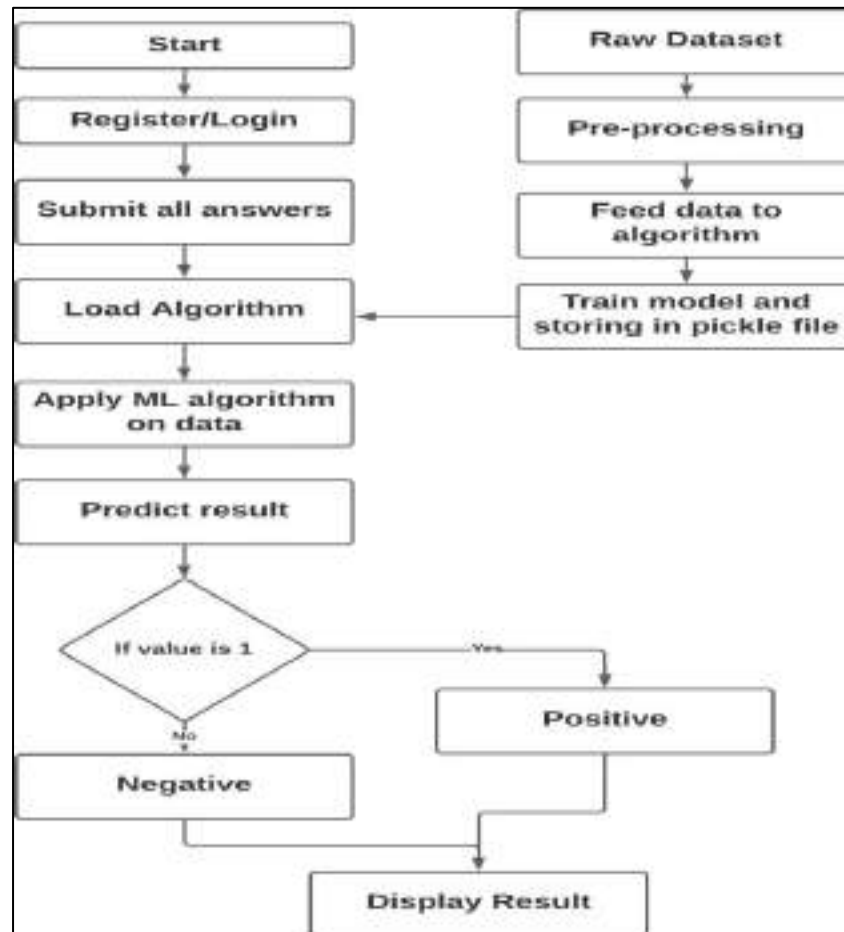 Start
Register/Login
Submit all answers
Load Algorithm
Apply ML algorithm
on data
Predict result
If value is 1
Yes
No
Negative
Positive
Display Result
Raw Dataset
Pre-processing
Feed data to
algorithm
Train model and
storing in pickle file